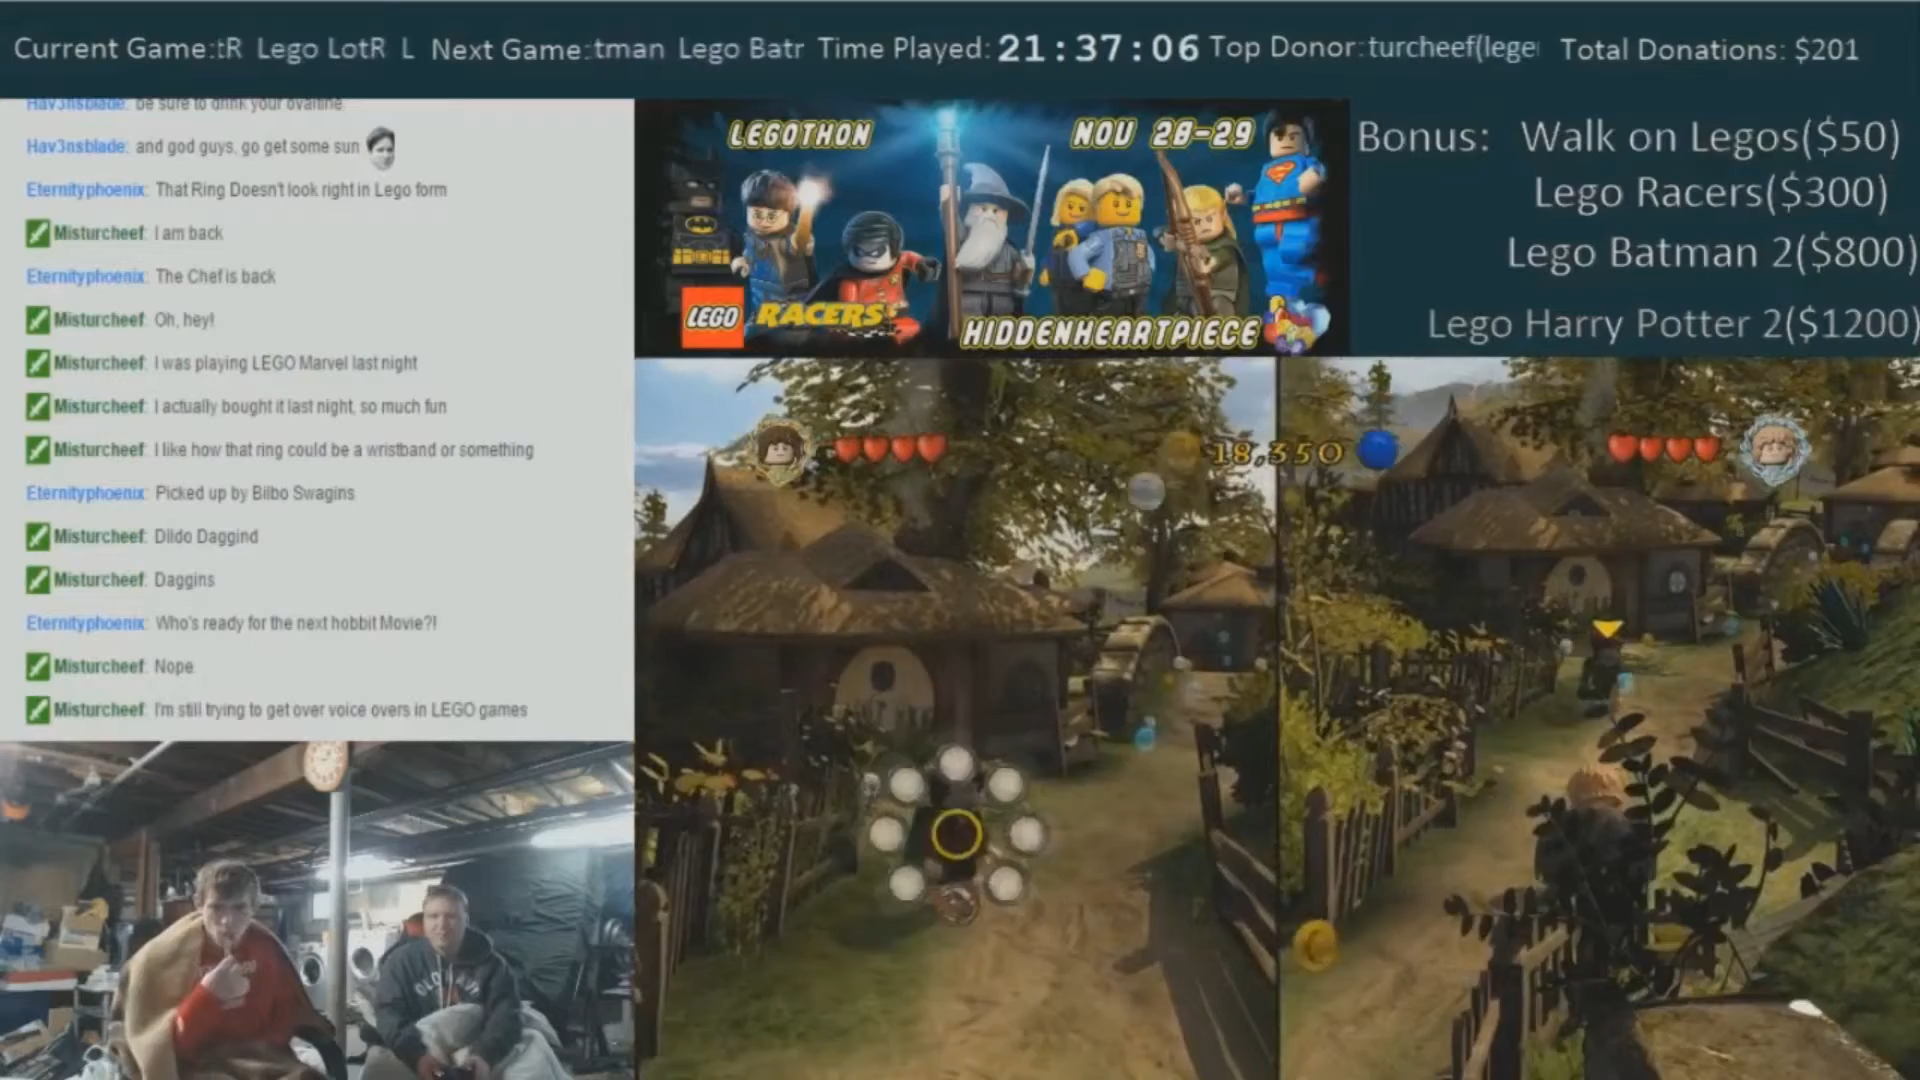 Current Game:tR Lego LotR L Next Game:tman Lego Batr Time Played: 21:37:06 Top Donor:turcheef(lege Total Donations: $201
Hav3nsblade: be sure to drink your ovaltine
Hav3nsblade: and god guys, go get some sun
Eternityphoenix: That Ring Doesn't look right in Lego form
Misturcheef: I am back
Eternityphoenix: The Chef is back
Misturcheef: Oh, hey!
Misturcheef: I was playing LEGO Marvel last night
Misturcheef: I actually bought it last night, so much fun
Misturcheef: I like how that ring could be a wristband or something
Eternityphoenix: Picked up by Bilbo Swagins
Misturcheef: Dildo Daggind
Misturcheef: Daggins
Eternityphoenix: Who's ready for the next hobbit Movie?!
Misturcheef: Nope
Misturcheef: I'm still trying to get over voice overs in LEGO games
LEGOTHON NOV 28-29
LEGO RACERS
HIDDENHEARTPIECE
Bonus: Walk on Legos($50)
Lego Racers($300)
Lego Batman 2($800)
Lego Harry Potter 2($1200)
18,350